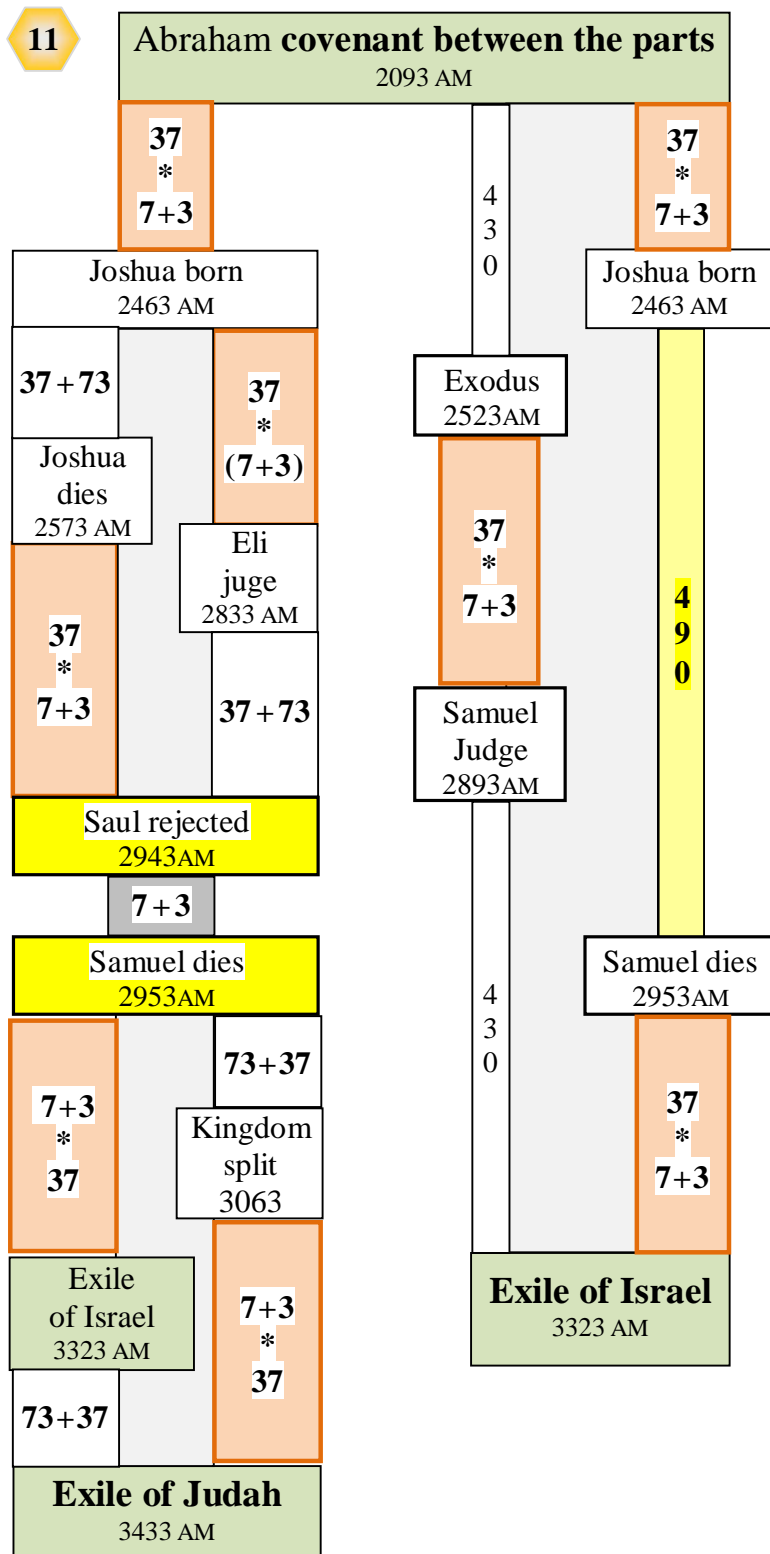 11
Abraham covenant between the parts
2093 AM
37
*
7+3
Joshua born
2463 AM
37 + 73
Joshua
dies
2573 AM
37
*
7+3
37
*
(7+3)
Eli
juge
2833 AM
37 + 73
Saul rejected
2943AM
7 + 3
Samuel dies
2953AM
7+3
*
37
Exile
of Israel
3323 AM
73+37
73+37
Kingdom
split
3063
7+3
*
37
Exile of Judah
3433 AM
4
3
0
Exodus
2523AM
37
*
7+3
Samuel
Judge
2893AM
4
3
0
37
*
7+3
Joshua born
2463 AM
4
9
0
Samuel dies
2953AM
37
*
7+3
Exile of Israel
3323 AM